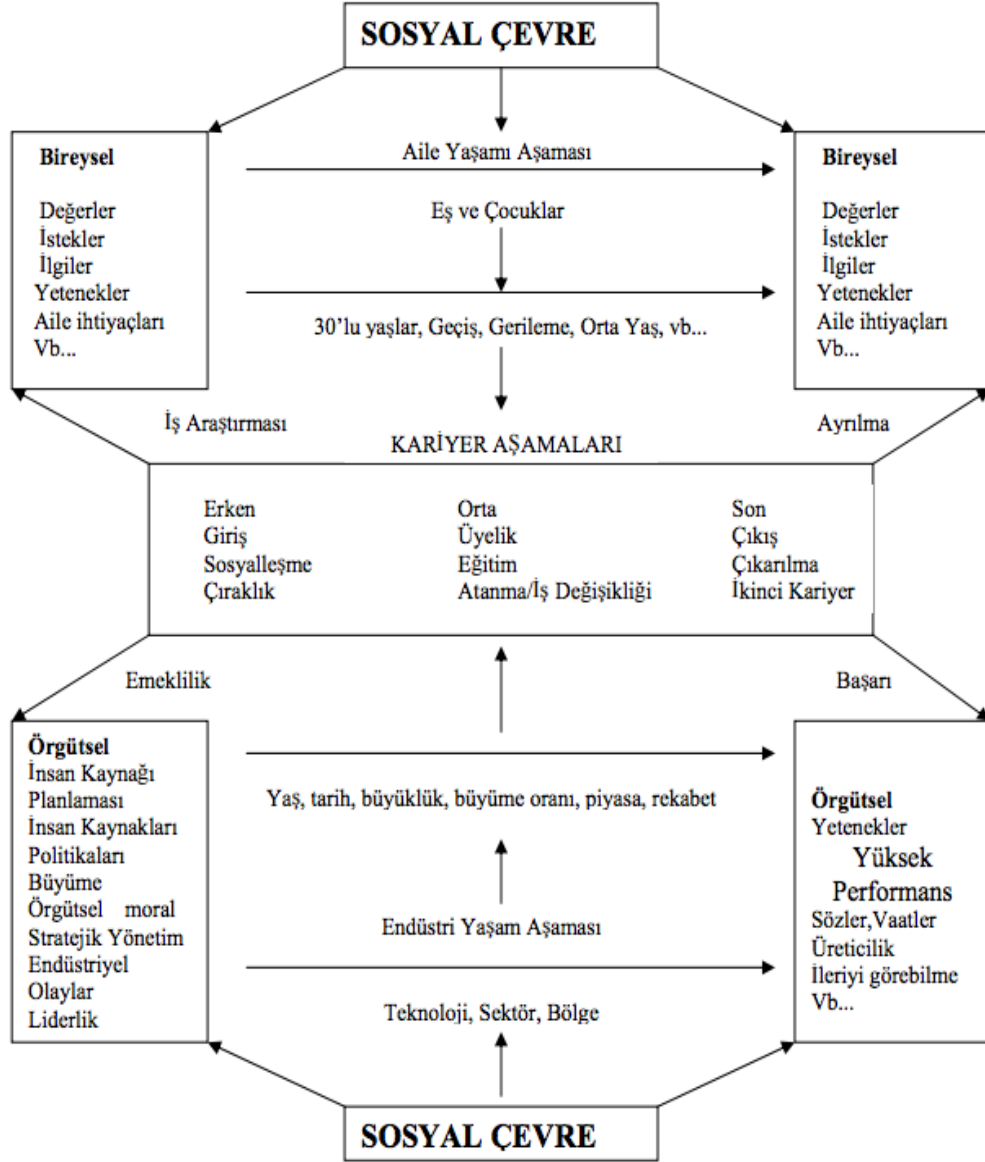 SOSYAL ÇEVRE
Bireysel
Değerler
İstekler
İlgiler
Yetenekler
Aile ihtiyaçları
Vb...
Aile Yaşamı Aşaması
Eş ve Çocuklar
30’lu yaşlar, Geçiş, Gerileme, Orta Yaş, vb...
Bireysel
Değerler
İstekler
İlgiler
Yetenekler
Aile ihtiyaçları
Vb...
İş Araştırması
Ayrılma
KARİYER AŞAMALARI
Erken
Giriş
Sosyalleşme
Çıraklık
Orta
Üyelik
Eğitim
Atanma/İş Değişikliği
Son
Çıkış
Çıkarılma
İkinci Kariyer
Emeklilik
Başarı
Örgütsel
İnsan Kaynağı
Planlaması
İnsan Kaynakları
Politikaları
Büyüme
Örgütsel moral
Stratejik Yönetim
Endüstriyel
Olaylar
Liderlik
Yaş, tarih, büyüklük, büyüme oranı, piyasa, rekabet
Endüstri Yaşam Aşaması
Teknoloji, Sektör, Bölge
Örgütsel
Yetenekler
Yüksek
Performans
Sözler,Vaatler
Üreticilik
İleriyi görebilme
Vb...
SOSYAL ÇEVRE